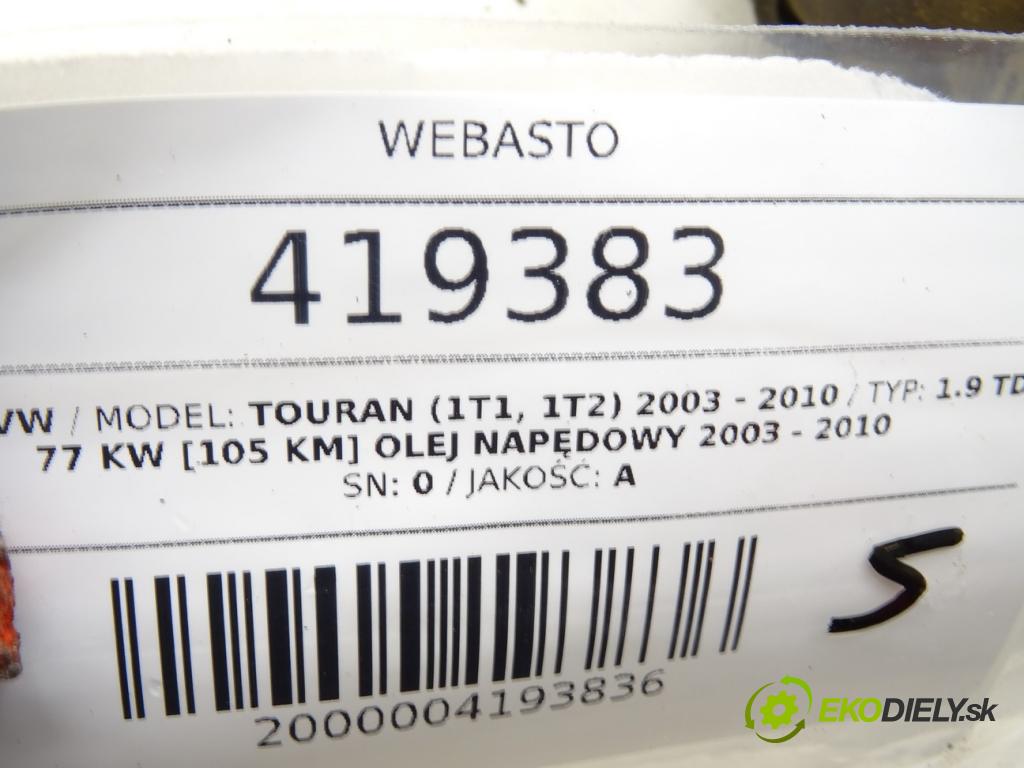 WEBASTO
419383
VW / MODEL: TOURAN (1T1, 1T2) 2003 - 2010 / TYP: 1.9 TD
77 KW [105 KM] OLEJ NAPĘDOWY 2003 - 2010
SN: 0 / JAKOŚĆ: A
5
2000004193836
EKODIELY.sk